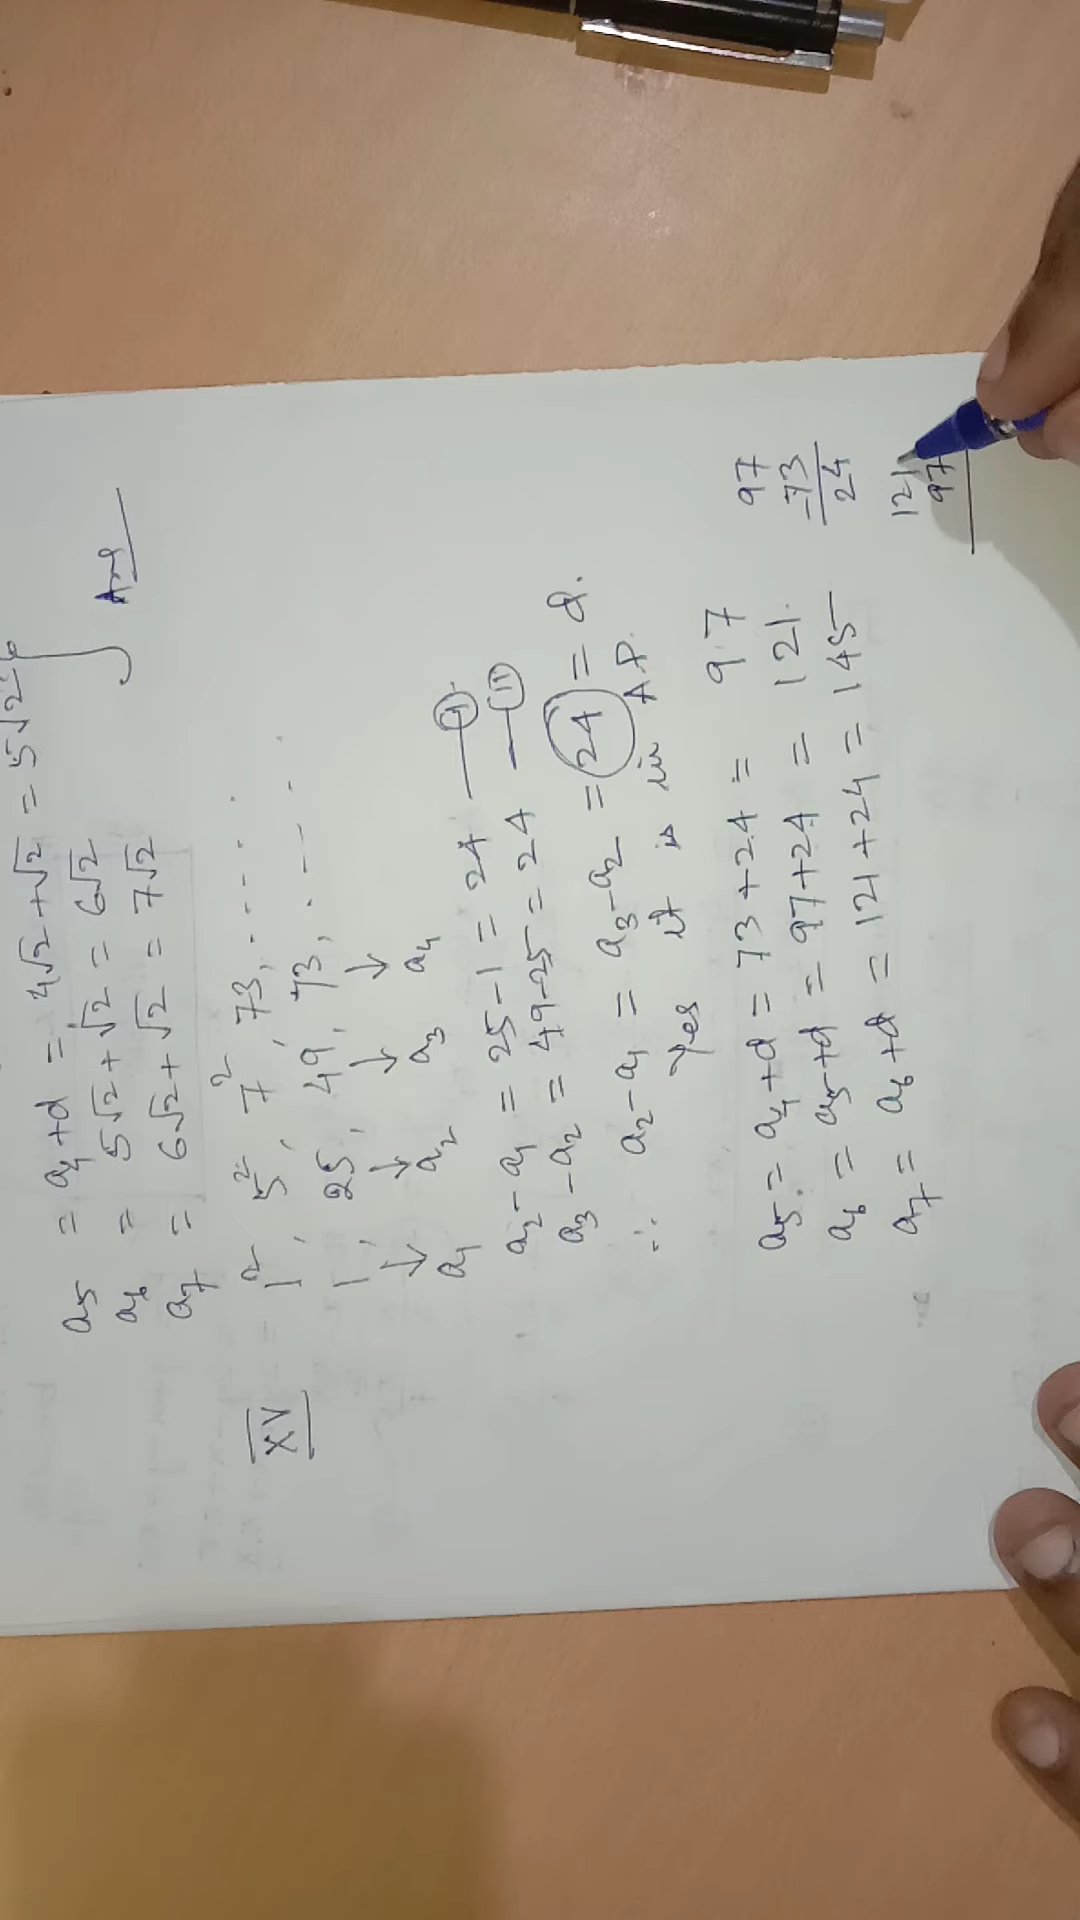 a5 = a4+d = 4√2+√2 = 5√2
a6 = 5√2+√2 = 6√2
a7 = 6√2+√2 = 7√2
Ans
XV 1², 5², 7², 73, .....
1, 25, 49, 73, .....
↓ ↓ ↓ ↓
a1 a2 a3 a4
a2-a1 = 25-1 = 24 —(i)
a3-a2 = 49-25 = 24 —(ii)
∴ a2-a1 = a3-a2 = 24 = d.
Yes it is in A.P.
a5 = a4+d = 73+24 = 97
a6 = a5+d = 97+24 = 121.
a7 = a6+d = 121+24 = 145
97
-73
24
121
97